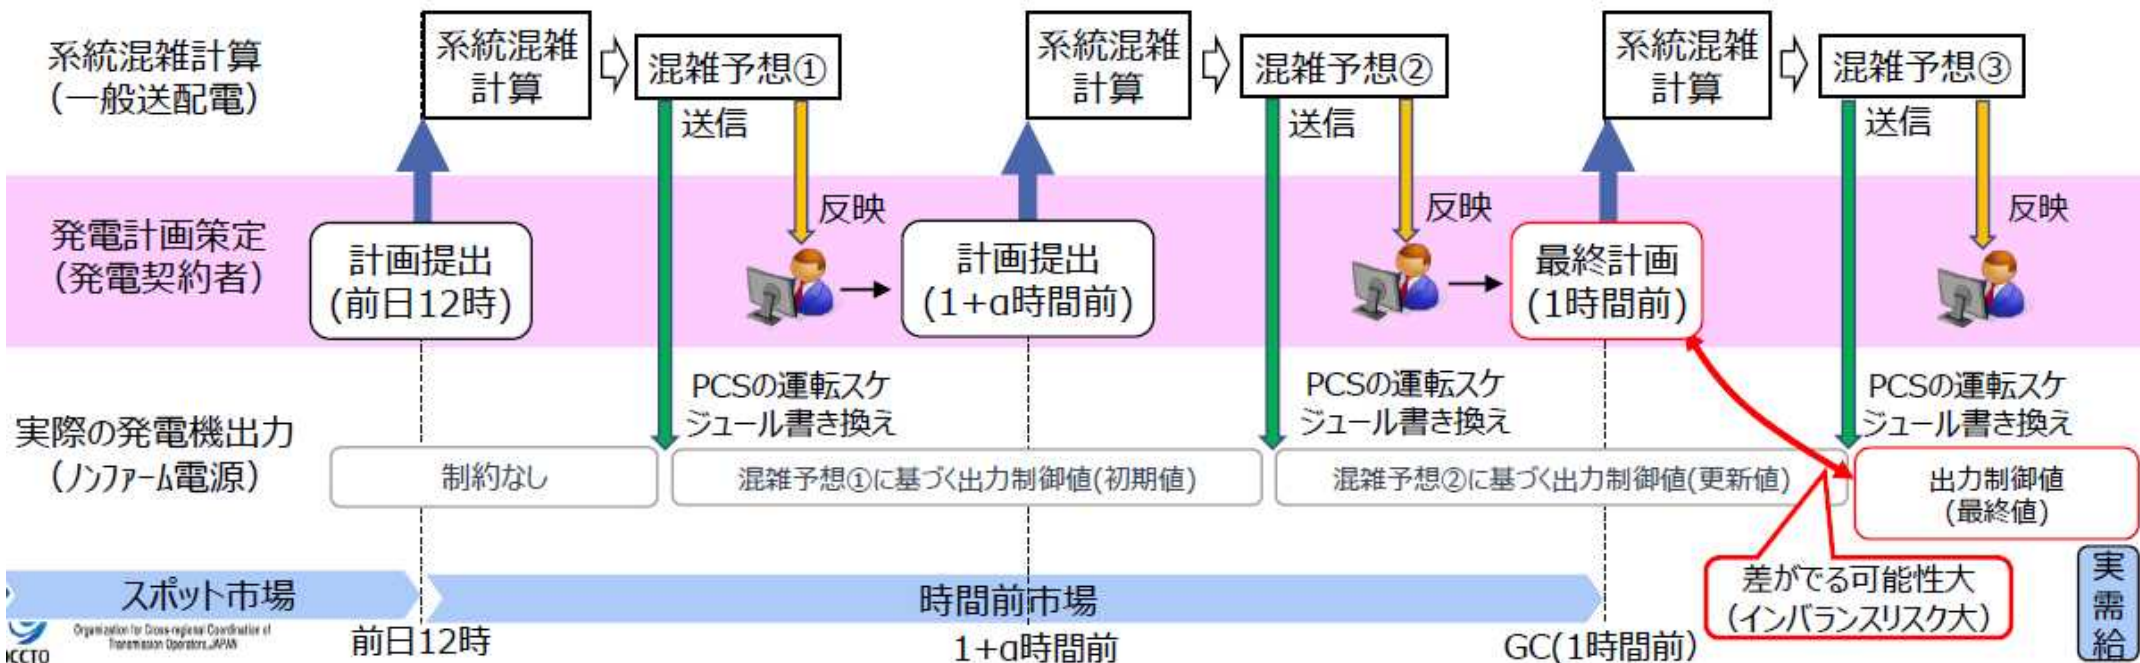 系統混雑計算
（一般送配電）
系統混雑
計算
混雑予想①
送信
反映
系統混雑
計算
混雑予想②
送信
反映
系統混雑
計算
混雑予想③
送信
反映
発電計画策定
（発電契約者）
計画提出
(前日12時)
計画提出
(1+α時間前)
最終計画
(1時間前)
実際の発電機出力
（ﾉﾝﾌｧｰﾑ電源）
PCSの運転スケ
ジュール書き換え
PCSの運転スケ
ジュール書き換え
PCSの運転スケ
ジュール書き換え
制約なし
混雑予想①に基づく出力制御値(初期値)
混雑予想②に基づく出力制御値(更新値)
出力制御値
(最終値)
差がでる可能性大
（インバランスリスク大）
スポット市場
時間前市場
実需給
Organization for Cross-regional Coordination of
Transmission Operators, JAPAN
OCCTO
前日12時
1+α時間前
GC(1時間前)